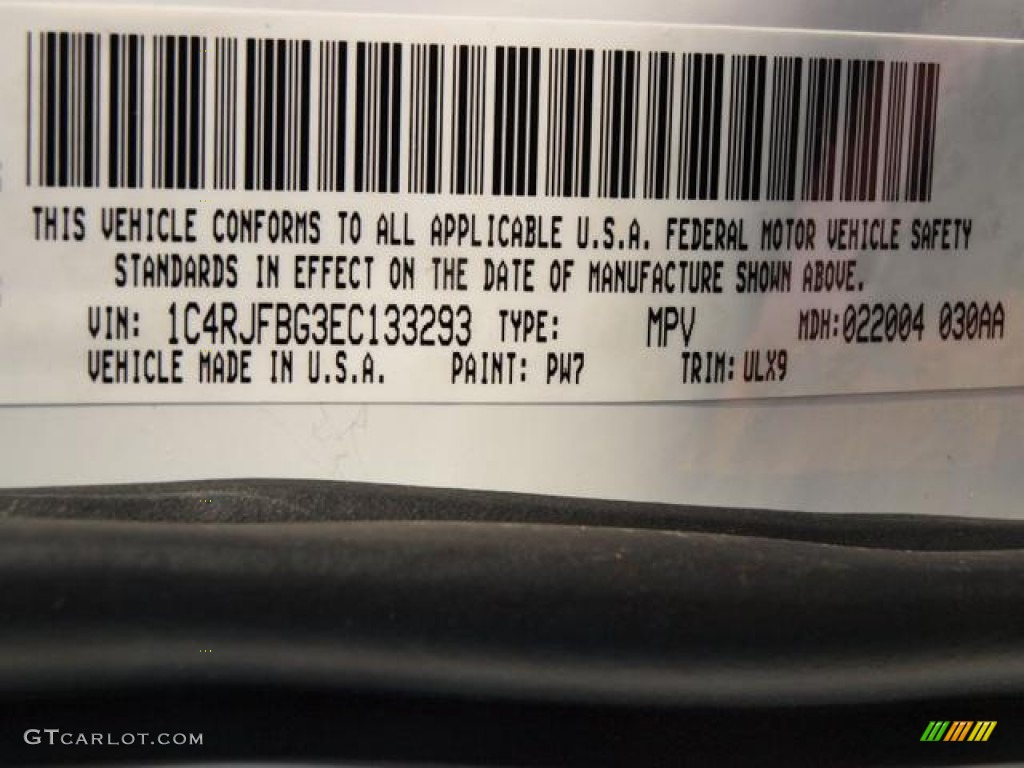 THIS VEHICLE CONFORMS TO ALL APPLICABLE U.S.A. FEDERAL MOTOR VEHICLE SAFETY
STANDARDS IN EFFECT ON THE DATE OF MANUFACTURE SHOWN ABOVE.
VIN: 1C4RJFBG3EC133293 TYPE: MPV MDH:022004 030AA
VEHICLE MADE IN U.S.A. PAINT: PW7 TRIM: ULX9
GTCARLOT.COM